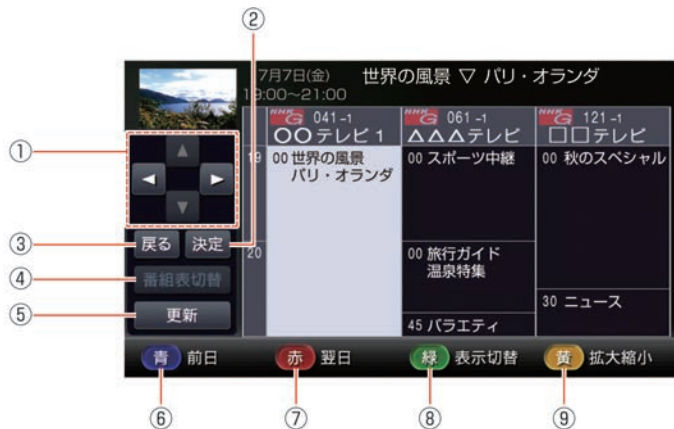 ②
7月7日(金) 世界の風景 ▽ パリ・オランダ
19:00～21:00
NHK G 041-1
〇〇テレビ 1
NHK G 061-1
△△△テレビ
NHK G 121-1
□□テレビ
①
19
00 世界の風景
パリ・オランダ
00 スポーツ中継
00 秋のスペシャル
③
戻る 決定
20
00 旅行ガイド
温泉特集
④
番組表切替
30 ニュース
⑤
更新
45 バラエティ
青 前日
赤 翌日
緑 表示切替
黄 拡大縮小
⑥ ⑦ ⑧ ⑨